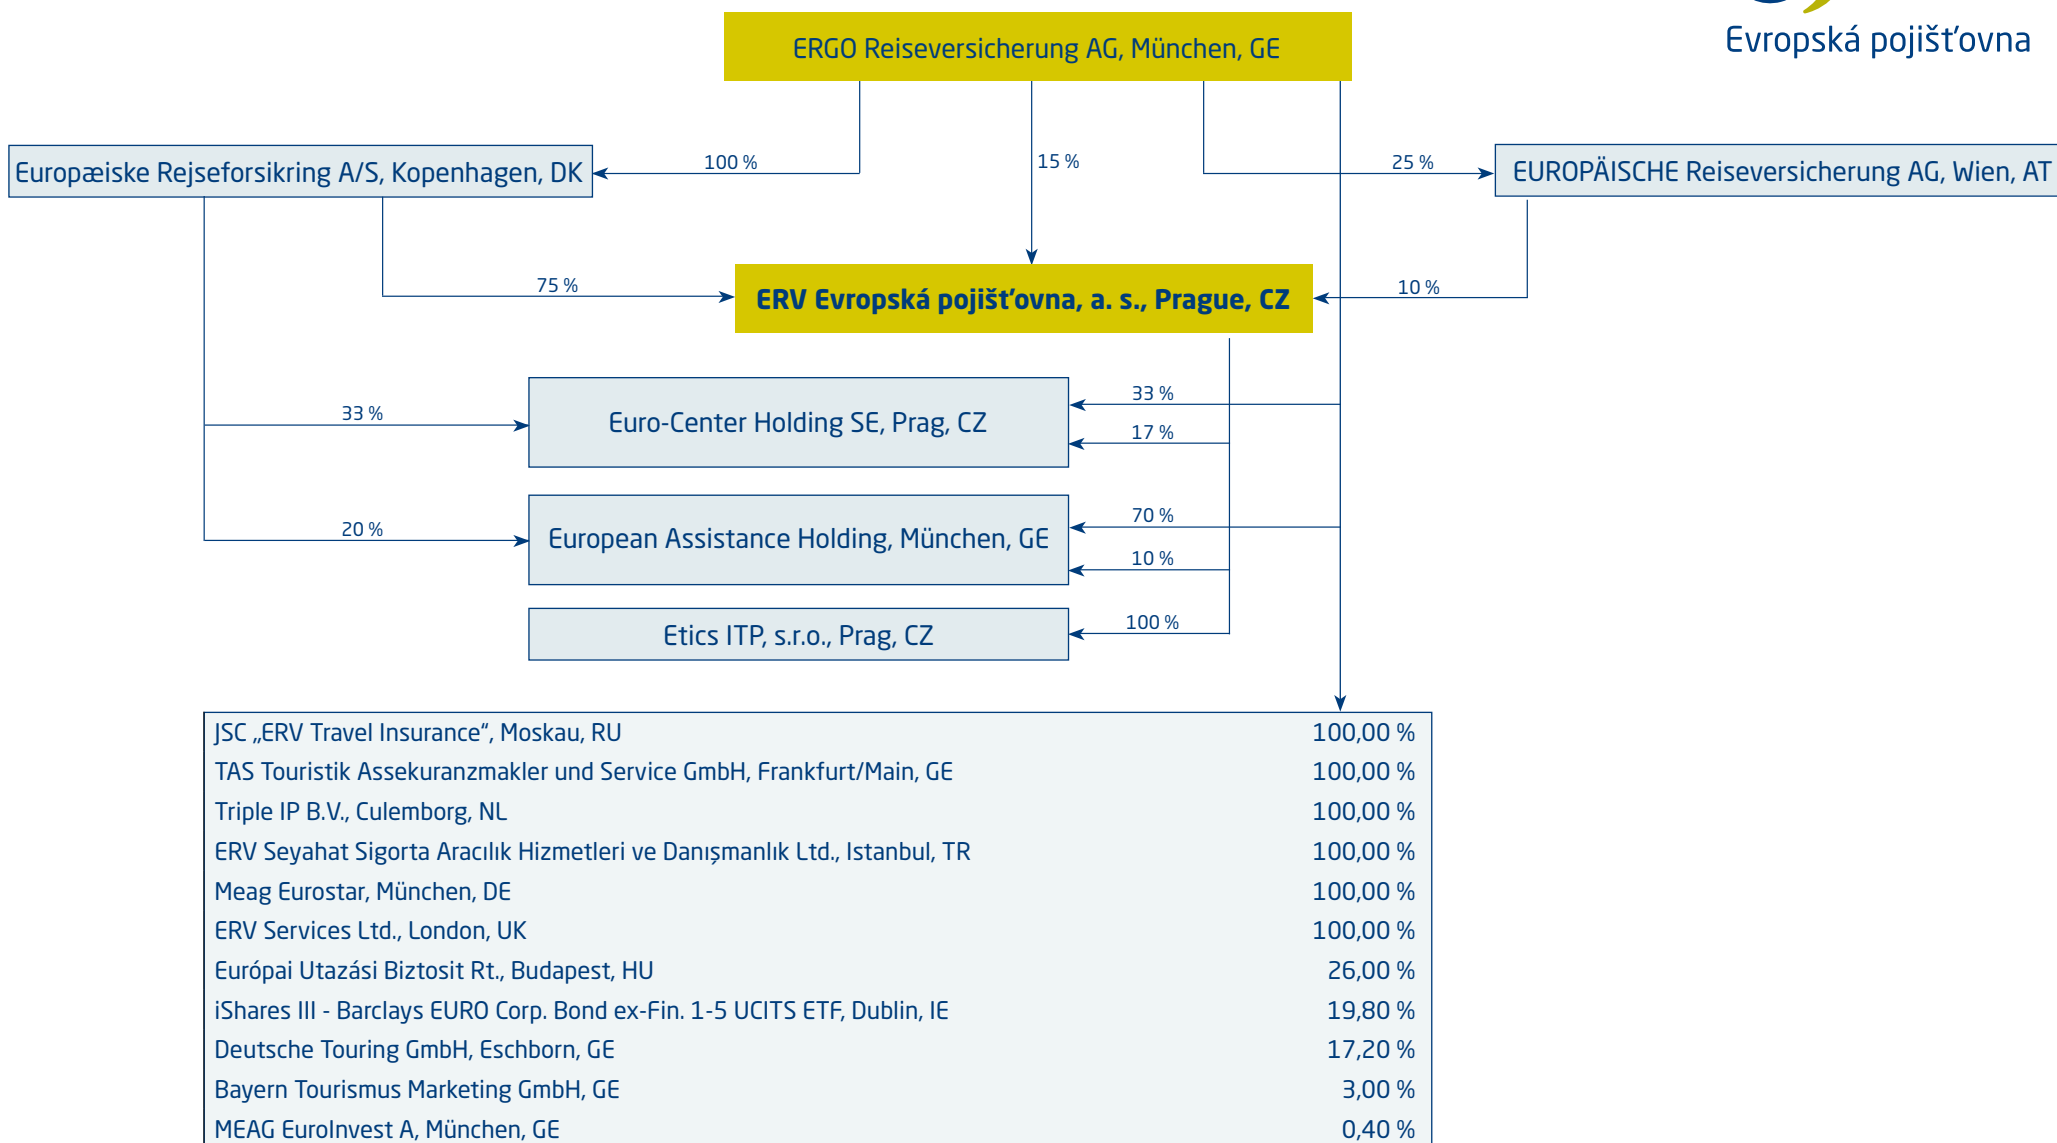 Evropská pojišťovna
ERGO Reiseversicherung AG, München, GE
Europæiske Rejseforsikring A/S, Kopenhagen, DK
100 %
15 %
25 %
EUROPÄISCHE Reiseversicherung AG, Wien, AT
75 %
ERV Evropská pojišťovna, a. s., Prague, CZ
10 %
33 %
Euro-Center Holding SE, Prag, CZ
33 %
17 %
20 %
European Assistance Holding, München, GE
70 %
10 %
Etics ITP, s.r.o., Prag, CZ
100 %
JSC „ERV Travel Insurance“, Moskau, RU 100,00 %
TAS Touristik Assekuranzmakler und Service GmbH, Frankfurt/Main, GE 100,00 %
Triple IP B.V., Culemborg, NL 100,00 %
ERV Seyahat Sigorta Aracılık Hizmetleri ve Danışmanlık Ltd., Istanbul, TR 100,00 %
Meag Eurostar, München, DE 100,00 %
ERV Services Ltd., London, UK 100,00 %
Európai Utazási Biztosit Rt., Budapest, HU 26,00 %
iShares III - Barclays EURO Corp. Bond ex-Fin. 1-5 UCITS ETF, Dublin, IE 19,80 %
Deutsche Touring GmbH, Eschborn, GE 17,20 %
Bayern Tourismus Marketing GmbH, GE 3,00 %
MEAG EuroInvest A, München, GE 0,40 %